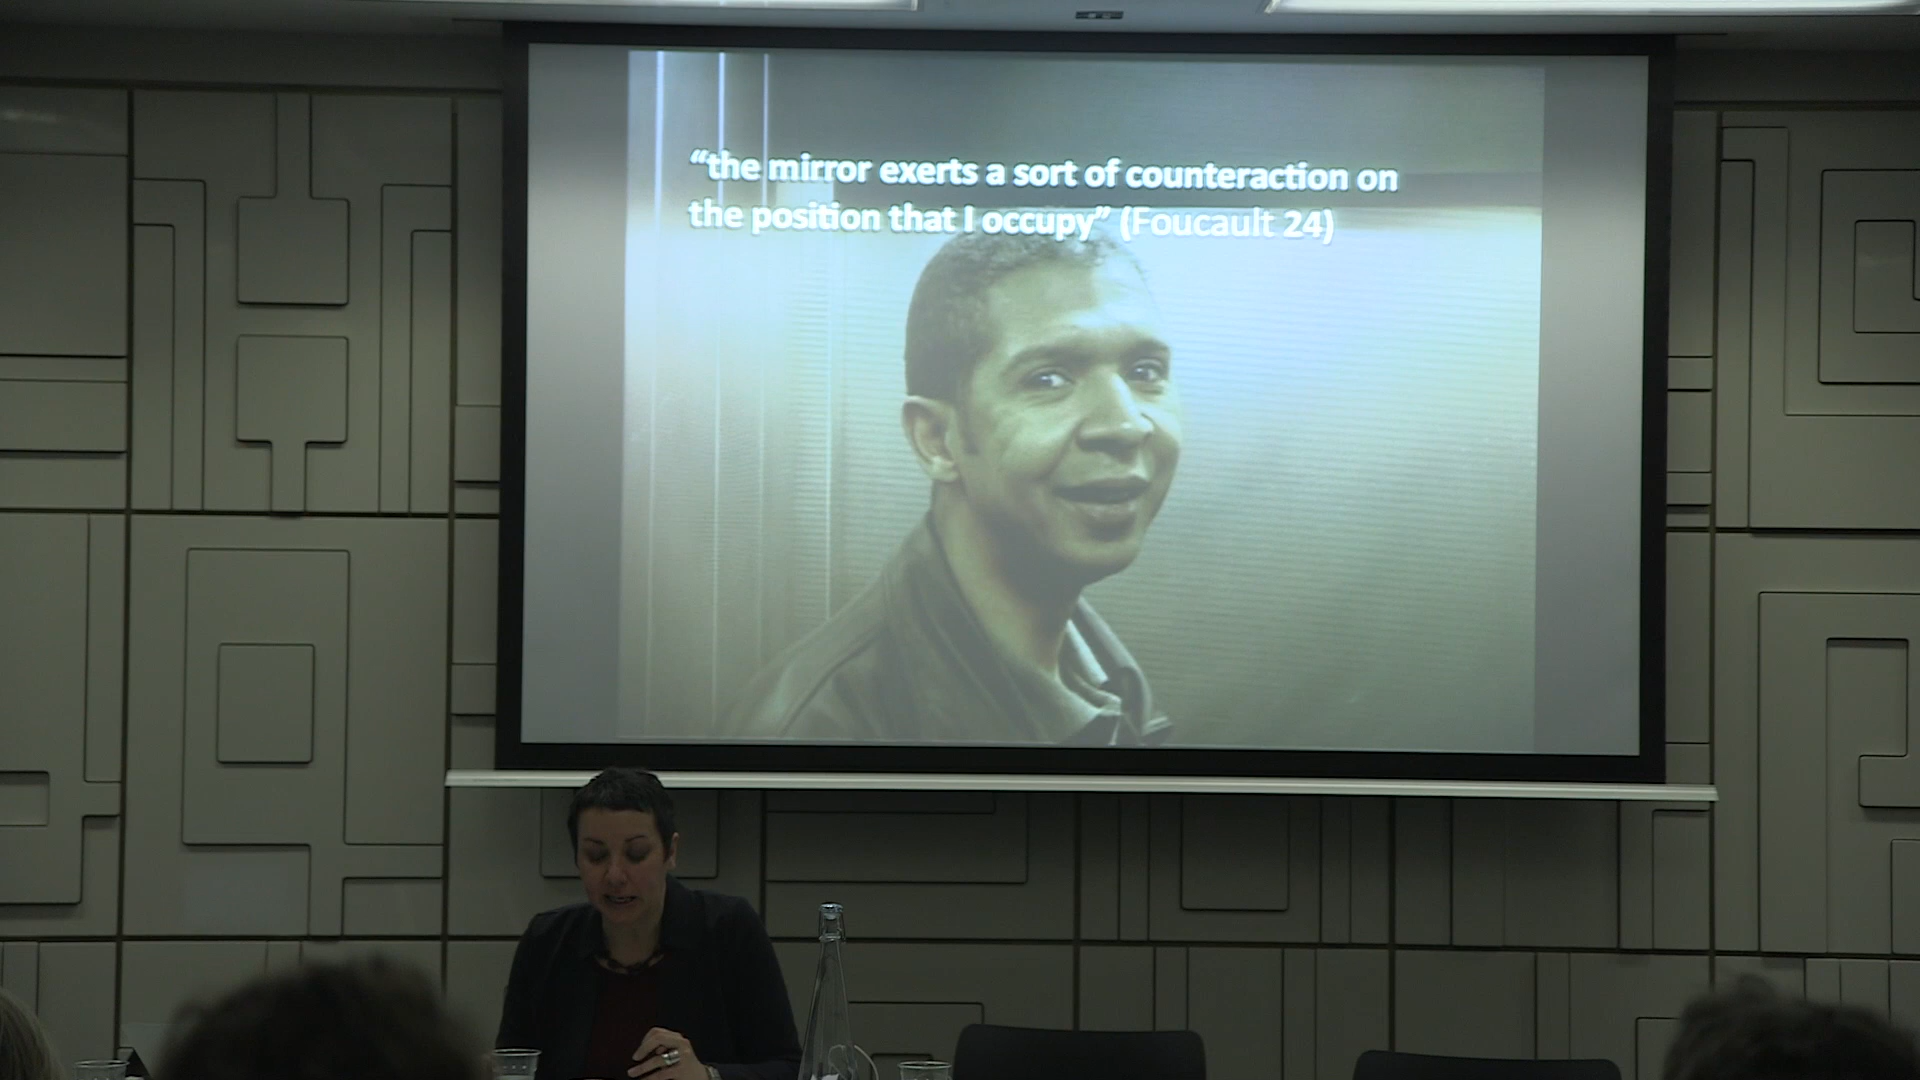 “the mirror exerts a sort of counteraction on
the position that I occupy” (Foucault 24)